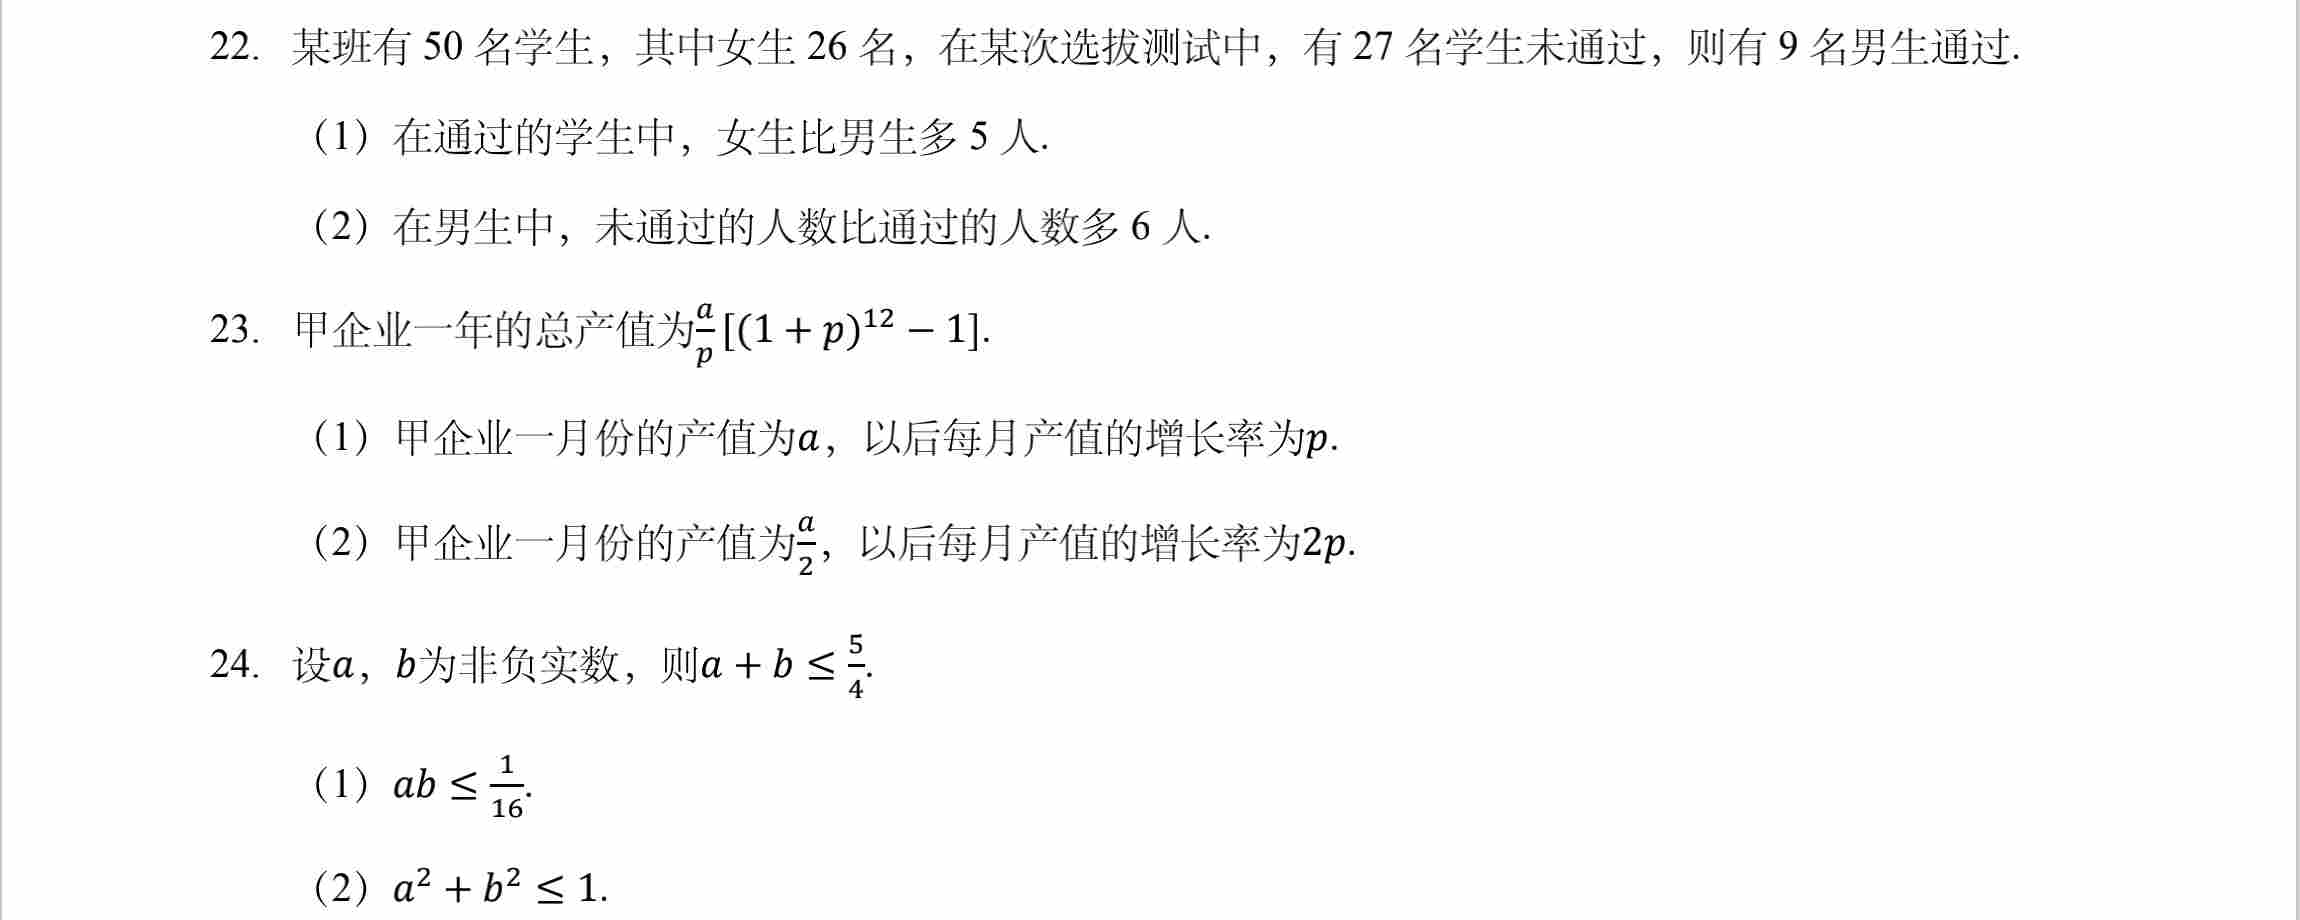 22. 某班有 50 名学生，其中女生 26 名，在某次选拔测试中，有 27 名学生未通过，则有 9 名男生通过.
（1）在通过的学生中，女生比男生多 5 人.
（2）在男生中，未通过的人数比通过的人数多 6 人.
23. 甲企业一年的总产值为\frac{a}{p}[(1 + p)^{12} − 1].
（1）甲企业一月份的产值为a，以后每月产值的增长率为p.
（2）甲企业一月份的产值为\frac{a}{2}，以后每月产值的增长率为2p.
24. 设a，b为非负实数，则a + b ≤ \frac{5}{4}.
（1）ab ≤ \frac{1}{16}.
（2）a² + b² ≤ 1.